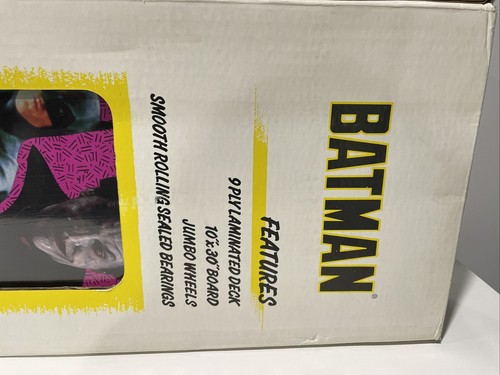 BATMAN®
FEATURES
9 PLY LAMINATED DECK
10"x30" BOARD
JUMBO WHEELS
SMOOTH ROLLING SEALED BEARINGS